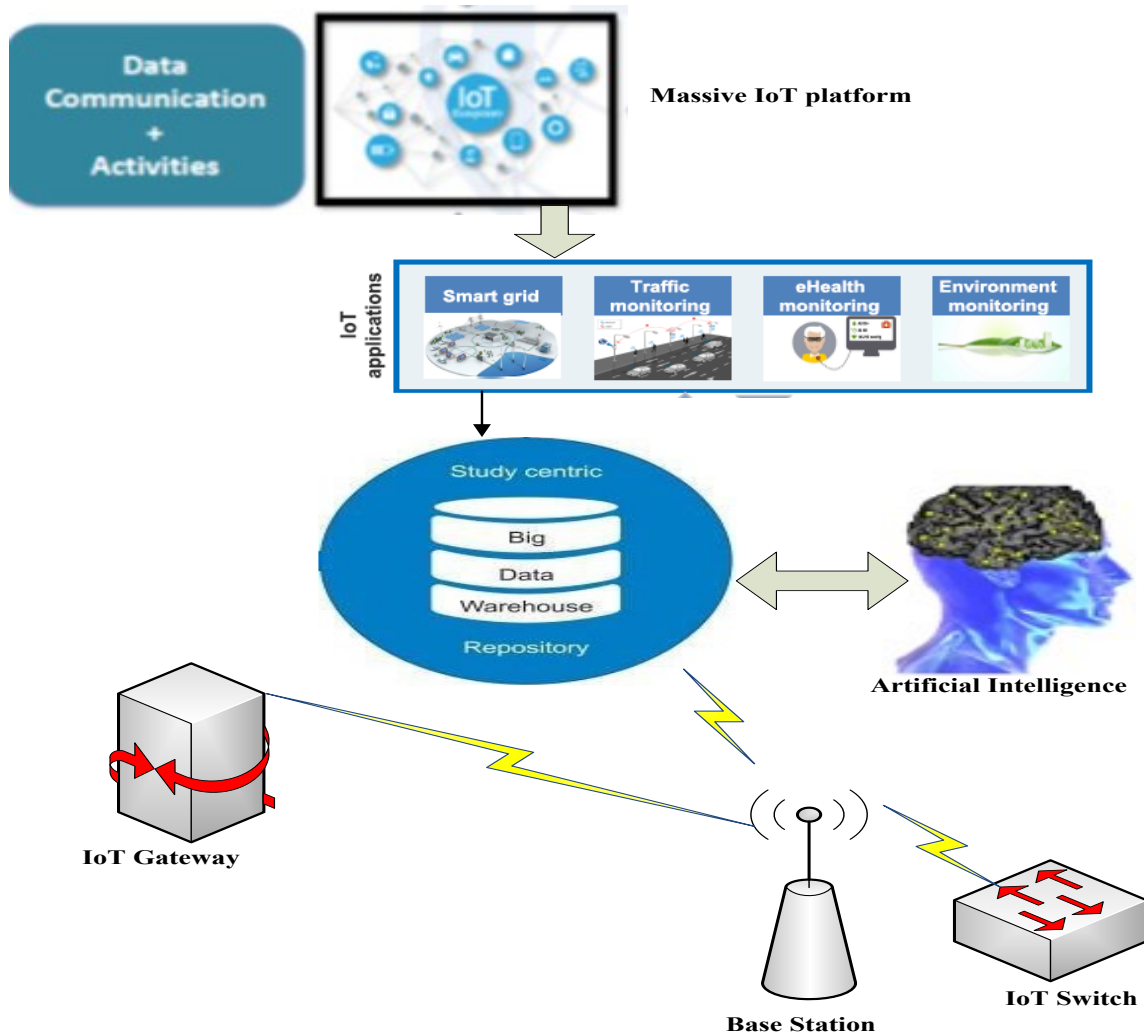 Data
Communication
+
Activities
IoT
Massive IoT platform
IoT
applications
Smart grid
Traffic
monitoring
eHealth
monitoring
Environment
monitoring
Study centric
Big
Data
Warehouse
Repository
Artificial Intelligence
IoT Gateway
Base Station
IoT Switch